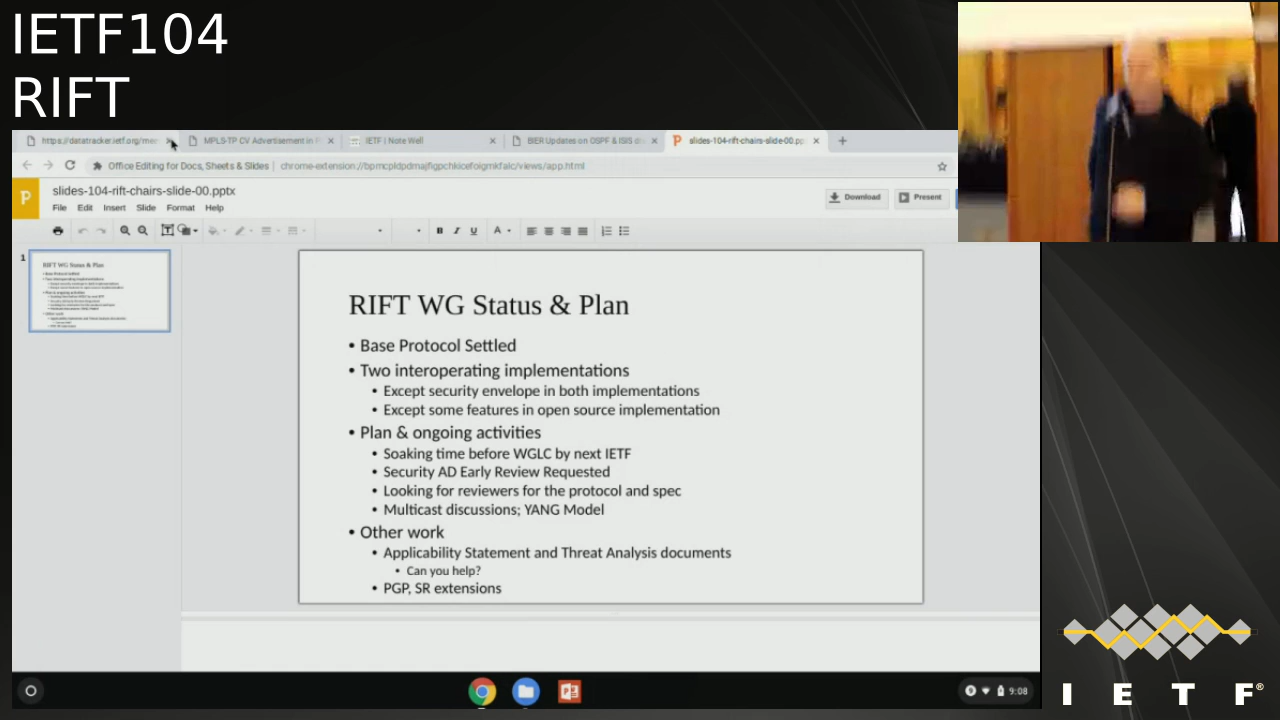 IETF104
RIFT
https://datatracker.ietf.org/me
MPLS-TP CV Advertisement in
IETF | Note Well
BIER Updates on OSPF & ISIS
slides-104-rift-chairs-slide-00.pp
Office Editing for Docs, Sheets & Slides | chrome-extension://bpmcpldpdmajfigpchkicefoigmkfalc/views/app.html
P
slides-104-rift-chairs-slide-00.pptx
Download
Present
File Edit Insert Slide Format Help
B I U A
1
RIFT WG Status & Plan
• Base Protocol Settled
• Two interoperating implementations
• Except security envelope in both implementations
• Except some features in open source implementation
• Plan & ongoing activities
• Soaking time before WGLC by next IETF
• Security AD Early Review Requested
• Looking for reviewers for the protocol and spec
• Multicast discussions; YANG Model
• Other work
• Applicability Statement and Threat Analysis documents
• Can you help?
• PGP, SR extensions
9:08
I E T F®